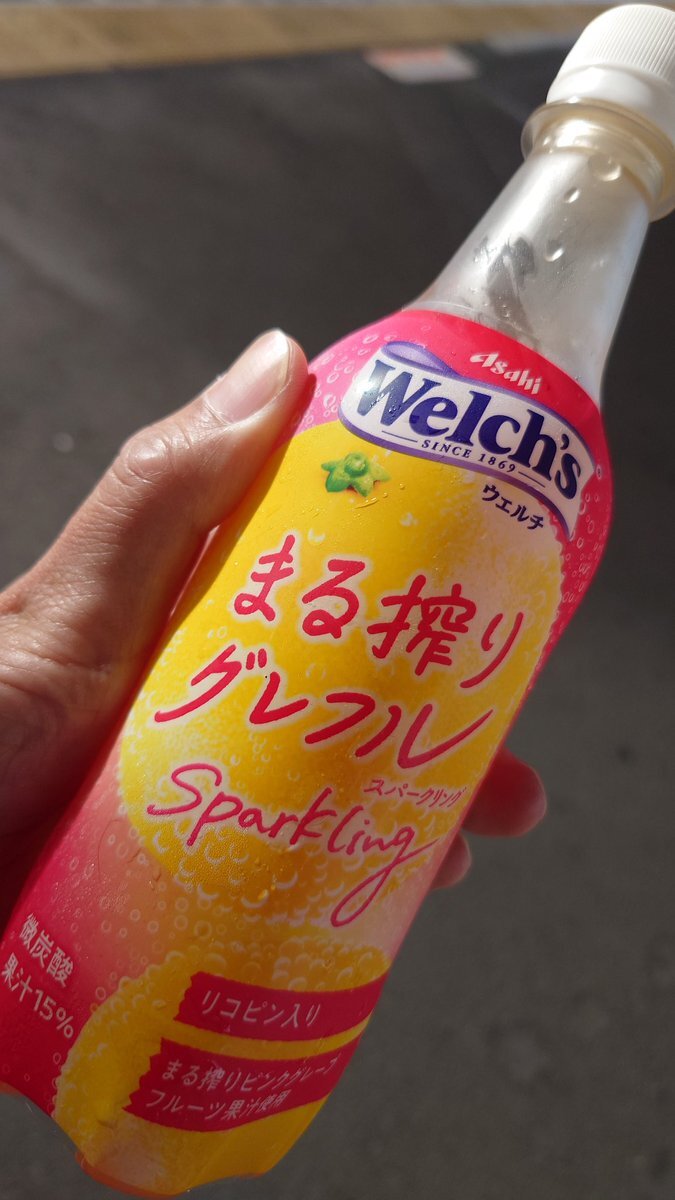 Asahi
Welch's
SINCE 1869
ウエルチ
まる搾り
グレフル
スパークリング
Sparkling
微炭酸
果汁15%
リコピン入り
まる搾りピンクグレープ
フルーツ果汁使用